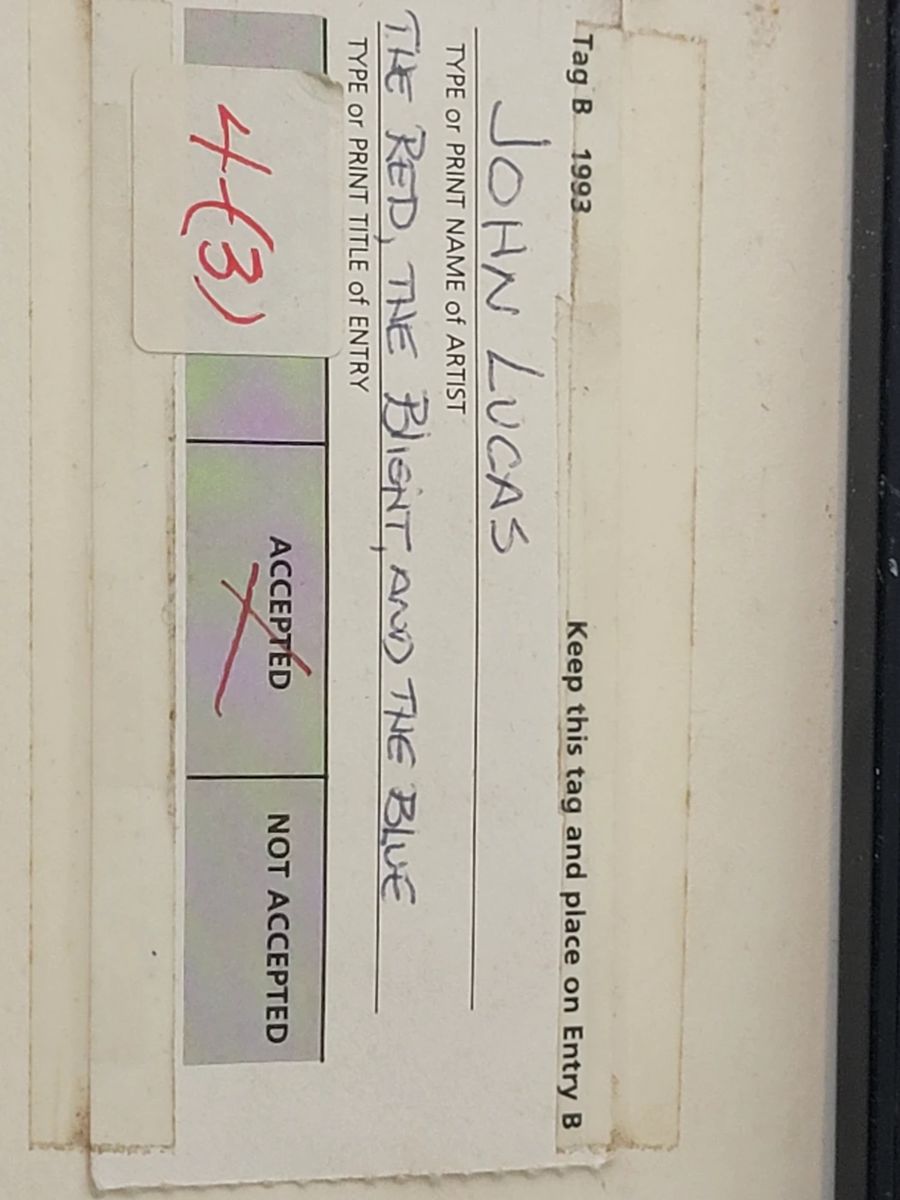 Tag B 1993 Keep this tag and place on Entry B
JOHN LUCAS
TYPE or PRINT NAME of ARTIST
THE RED, THE BlIGHT, AND THE BLUE
TYPE or PRINT TITLE of ENTRY
4(3)
ACCEPTED
NOT ACCEPTED